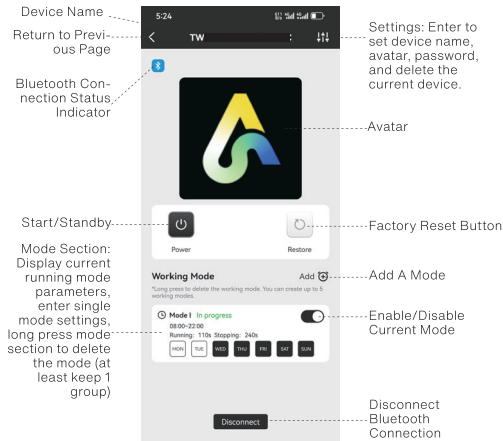 Device Name
Return to Previ-
ous Page
Bluetooth Con-
nection Status
Indicator
Start/Standby
Mode Section:
Display current
running mode
parameters,
enter single
mode settings,
long press mode
section to delete
the mode (at
least keep 1
group)
5:24
TW :
Power
Restore
Working Mode
Add
*Long press to delete the working mode. You can create up to 5
working modes.
Mode I In progress
08:00~22:00
Running: 110s Stopping: 240s
MON TUE WED THU FRI SAT SUN
Disconnect
Settings: Enter to
set device name,
avatar, password,
and delete the
current device.
Avatar
Factory Reset Button
Add A Mode
Enable/Disable
Current Mode
Disconnect
Bluetooth
Connection